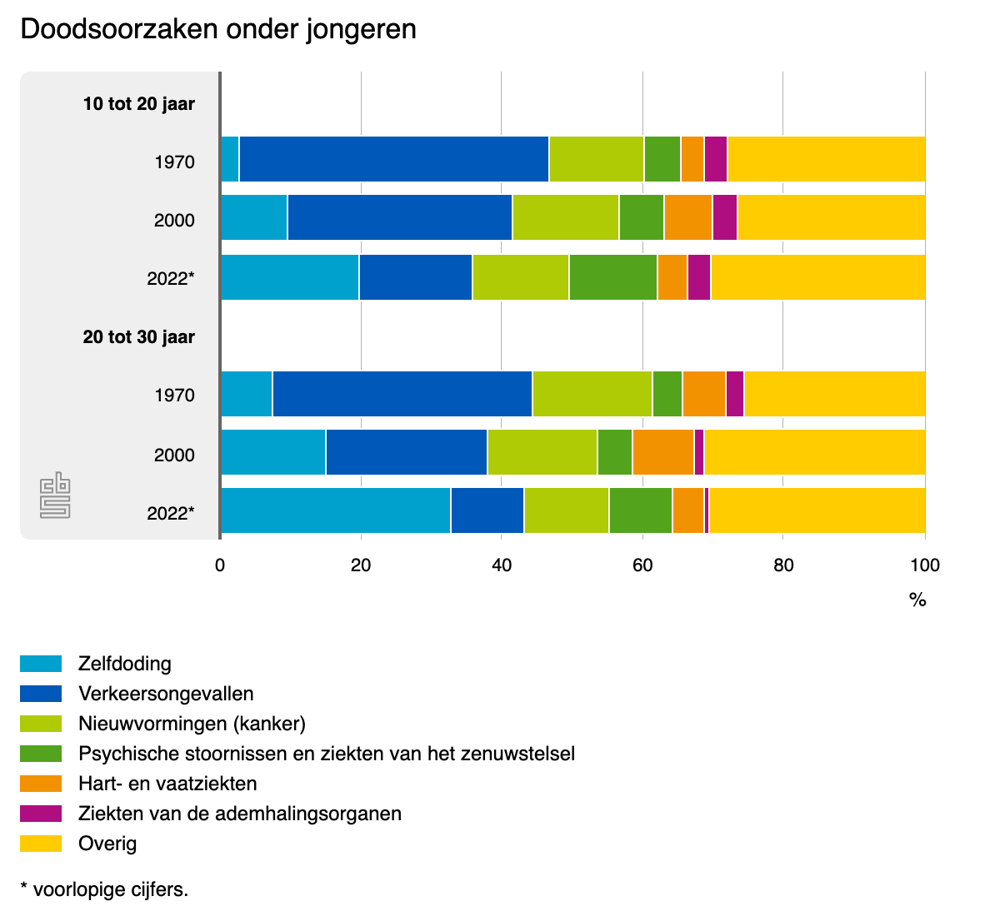 Doodsoorzaken onder jongeren
10 tot 20 jaar
1970
2000
2022*
20 tot 30 jaar
1970
2000
2022*
0 20 40 60 80 100
%
Zelfdoding
Verkeersongevallen
Nieuwvormingen (kanker)
Psychische stoornissen en ziekten van het zenuwstelsel
Hart- en vaatziekten
Ziekten van de ademhalingsorganen
Overig
* voorlopige cijfers.